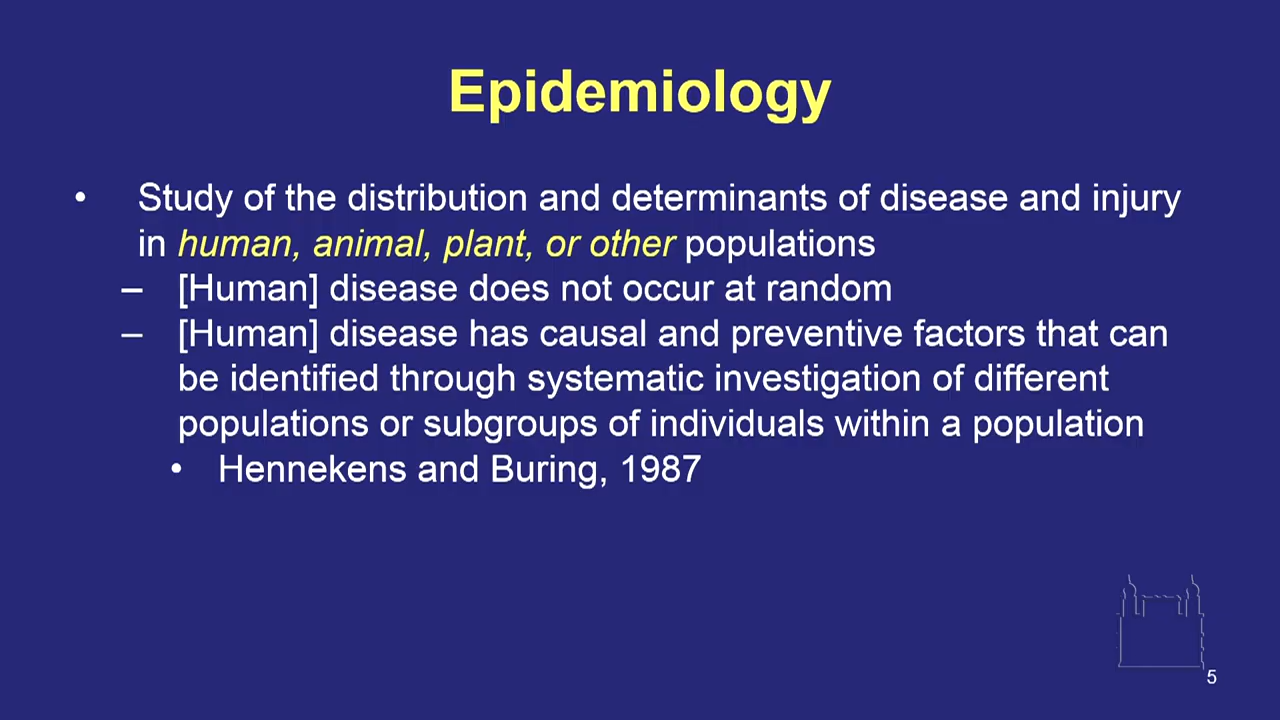 Epidemiology
• Study of the distribution and determinants of disease and injury
in human, animal, plant, or other populations
– [Human] disease does not occur at random
– [Human] disease has causal and preventive factors that can
be identified through systematic investigation of different
populations or subgroups of individuals within a population
• Hennekens and Buring, 1987
5